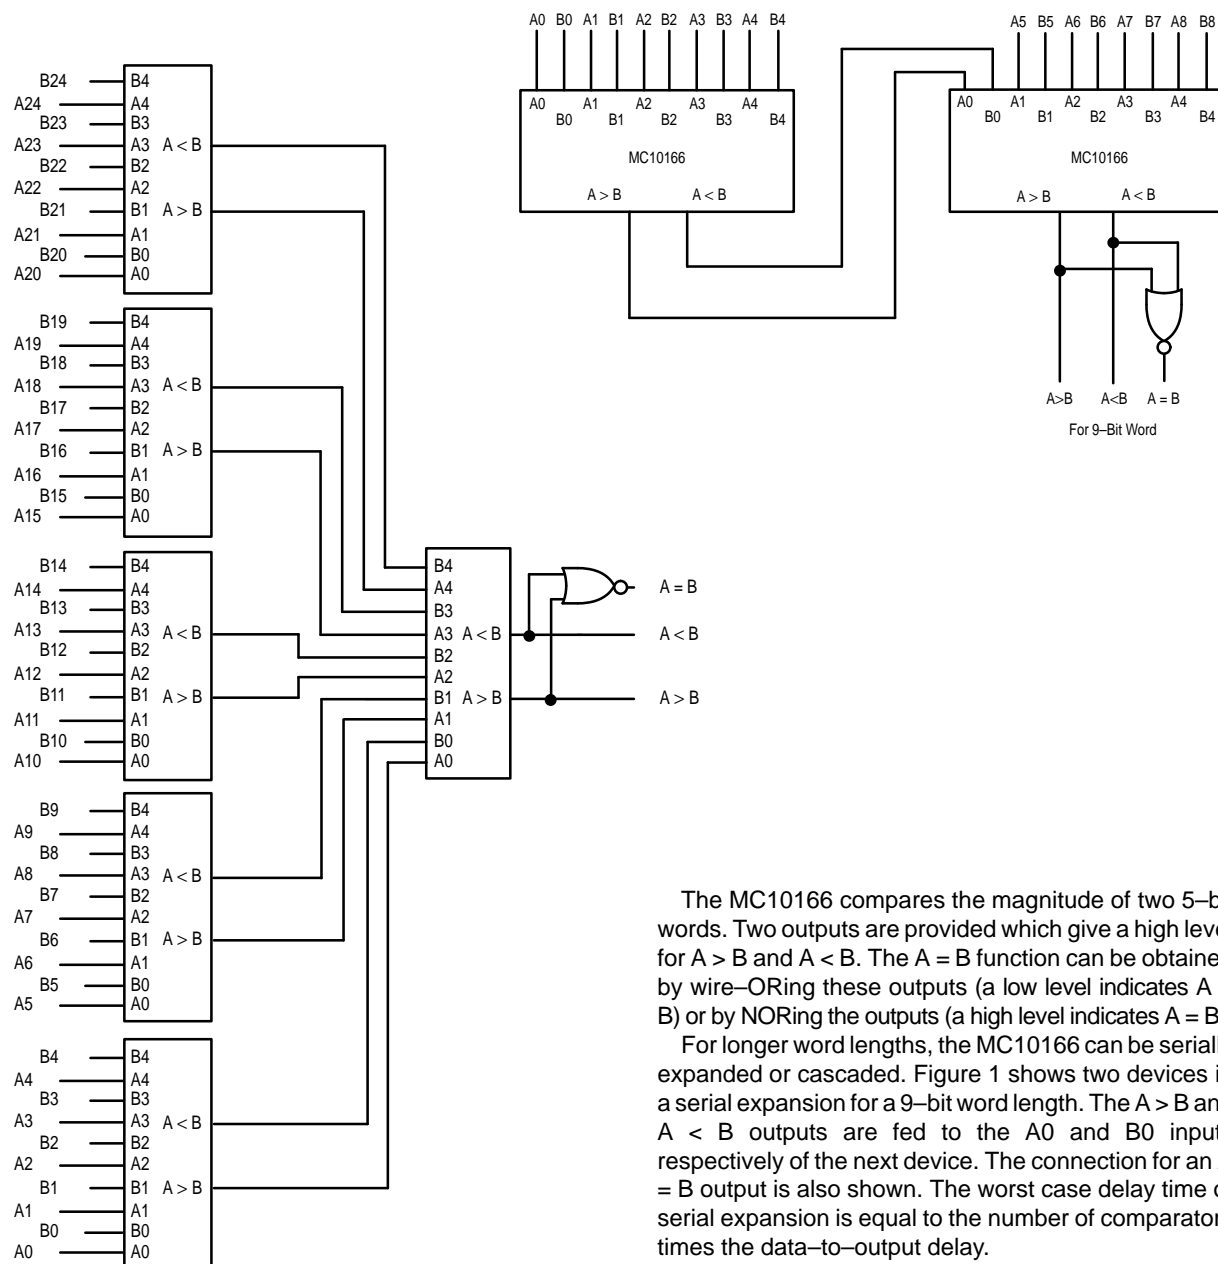 B24 B4
A24 A4
B23 B3
A23 A3 A < B
B22 B2
A22 A2
B21 B1 A > B
A21 A1
B20 B0
A20 A0
B19 B4
A19 A4
B18 B3
A18 A3 A < B
B17 B2
A17 A2
B16 B1 A > B
A16 A1
B15 B0
A15 A0
B14 B4
A14 A4
B13 B3
A13 A3 A < B
B12 B2
A12 A2
B11 B1 A > B
A11 A1
B10 B0
A10 A0
B9 B4
A9 A4
B8 B3
A8 A3 A < B
B7 B2
A7 A2
B6 B1 A > B
A6 A1
B5 B0
A5 A0
B4 B4
A4 A4
B3 B3
A3 A3 A < B
B2 B2
A2 A2
B1 B1 A > B
A1 A1
B0 B0
A0 A0
B4
A4
B3
A3 A < B
B2
A2
B1 A > B
A1
B0
A0
A = B
A < B
A > B
A0 B0 A1 B1 A2 B2 A3 B3 A4 B4
A0 A1 A2 A3 A4
B0 B1 B2 B3 B4
MC10166
A > B A < B
A5 B5 A6 B6 A7 B7 A8 B8
A0 A1 A2 A3 A4
B0 B1 B2 B3 B4
MC10166
A > B A < B
A>B A<B A = B
For 9–Bit Word
The MC10166 compares the magnitude of two 5–b
words. Two outputs are provided which give a high leve
for A > B and A < B. The A = B function can be obtaine
by wire–ORing these outputs (a low level indicates A
B) or by NORing the outputs (a high level indicates A = B
For longer word lengths, the MC10166 can be seriall
expanded or cascaded. Figure 1 shows two devices i
a serial expansion for a 9–bit word length. The A > B an
A < B outputs are fed to the A0 and B0 input
respectively of the next device. The connection for an
= B output is also shown. The worst case delay time o
serial expansion is equal to the number of comparator
times the data–to–output delay.